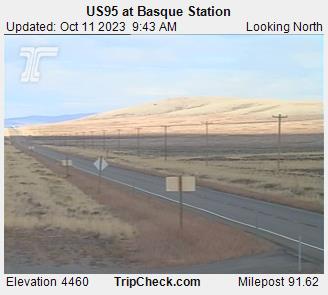 US95 at Basque Station
Updated: Oct 11 2023 9:43 AM Looking North
Elevation 4460 TripCheck.com Milepost 91.62